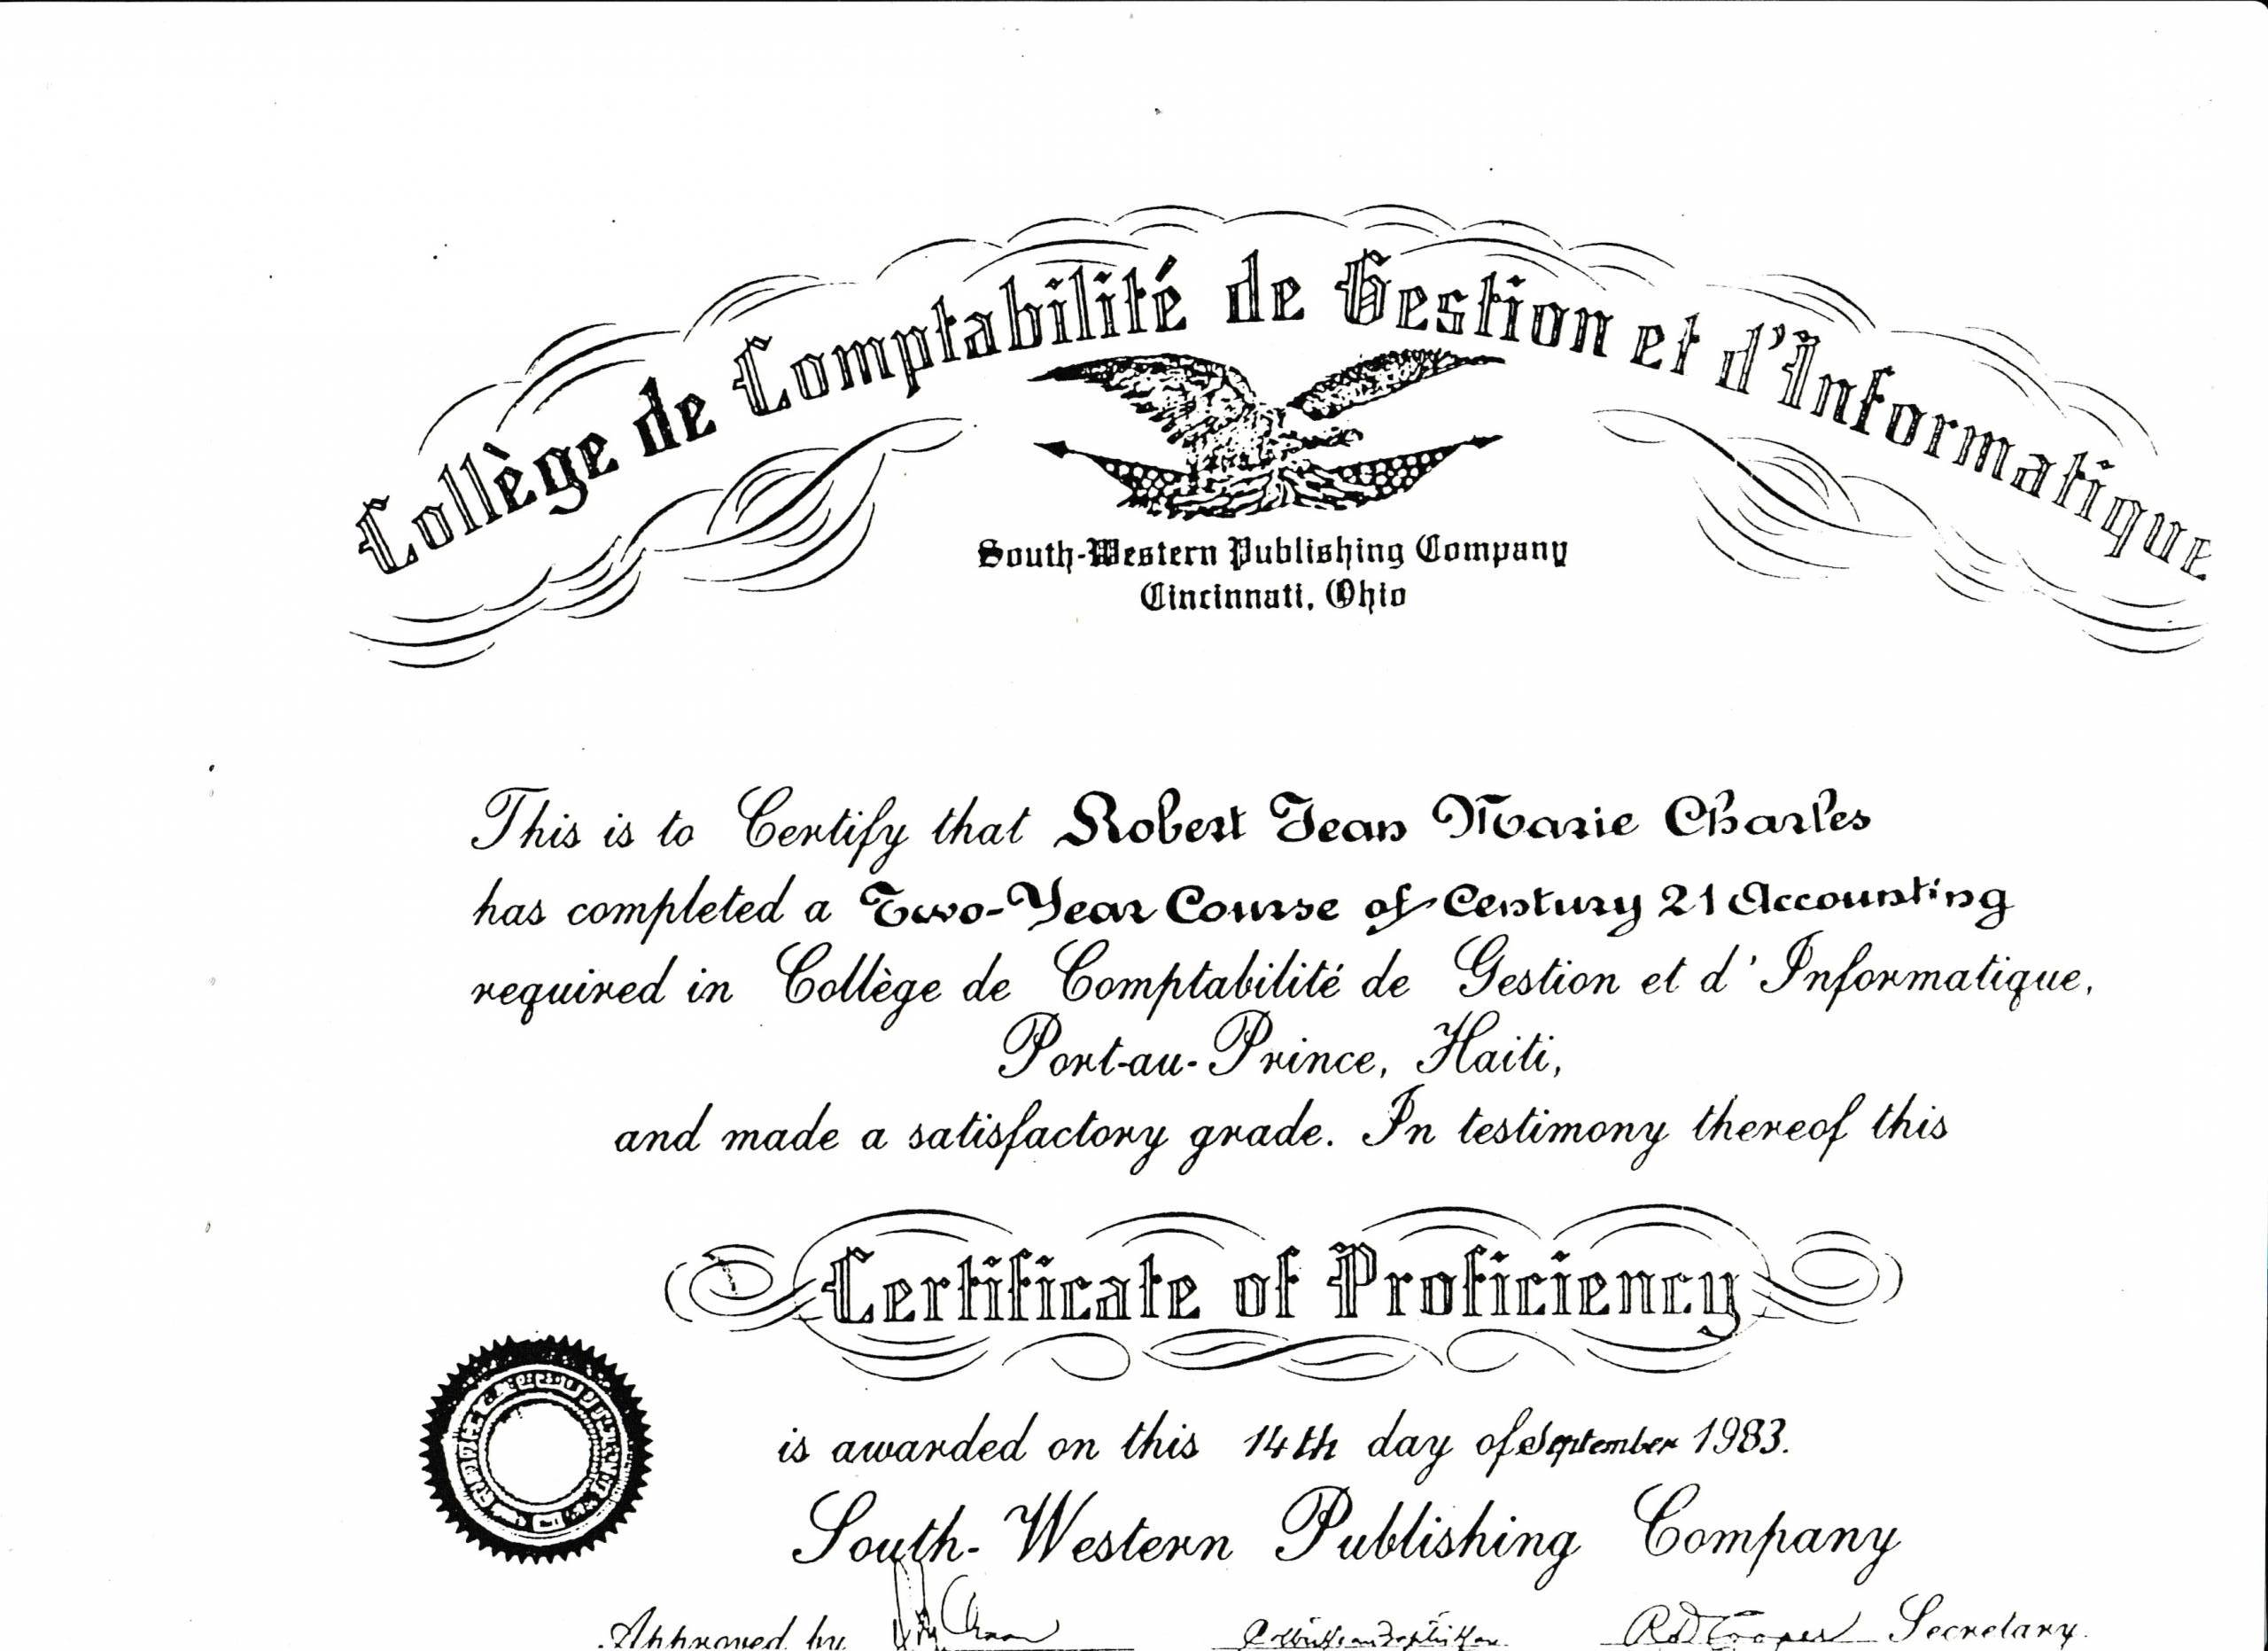 Collège de Comptabilité de Gestion et d'Informatique
South-Western Publishing Company
Cincinnati, Ohio
This is to Certify that Robert Jean Marie Charles
has completed a Two-Year Course of Century 21 Accounting
required in Collège de Comptabilité de Gestion et d'Informatique,
Port-au-Prince, Haiti,
and made a satisfactory grade. In testimony thereof this
Certificate of Proficiency
is awarded on this 14th day of September 1983.
South-Western Publishing Company
Approved by
Secretary.